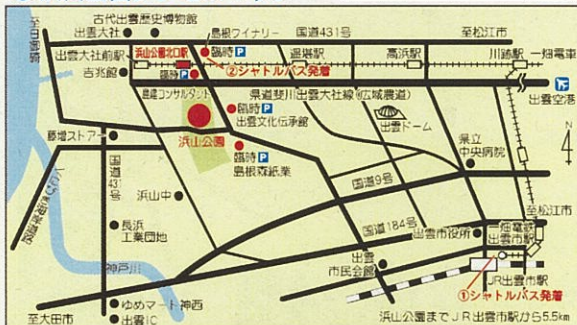 古代出雲歴史博物館
至日御碕
出雲大社
島根ワイナリー
国道431号
至松江市
出雲大社前駅
浜山公園北口駅
臨時P
遥堪駅
高浜駅
川跡駅
一畑電車
吉兆館
臨時P
②シャトルバス発着
島建コンサルタント
県道斐川出雲大社線(広域農道)
出雲空港
臨時P
出雲文化伝承館
出雲ドーム
藤増ストアー
浜山公園
県立
中央病院
臨時P
島根森紙業
N
国道431号
浜山中
国道9号
至松江市
長浜
工業団地
国道184号
出雲市役所
一畑電鉄
出雲市駅
神戸川
出雲
市民会館
JR出雲市駅
①シャトルバス発着
至大田市
ゆめマート神西
出雲IC
浜山公園までJR出雲市駅から5.5km